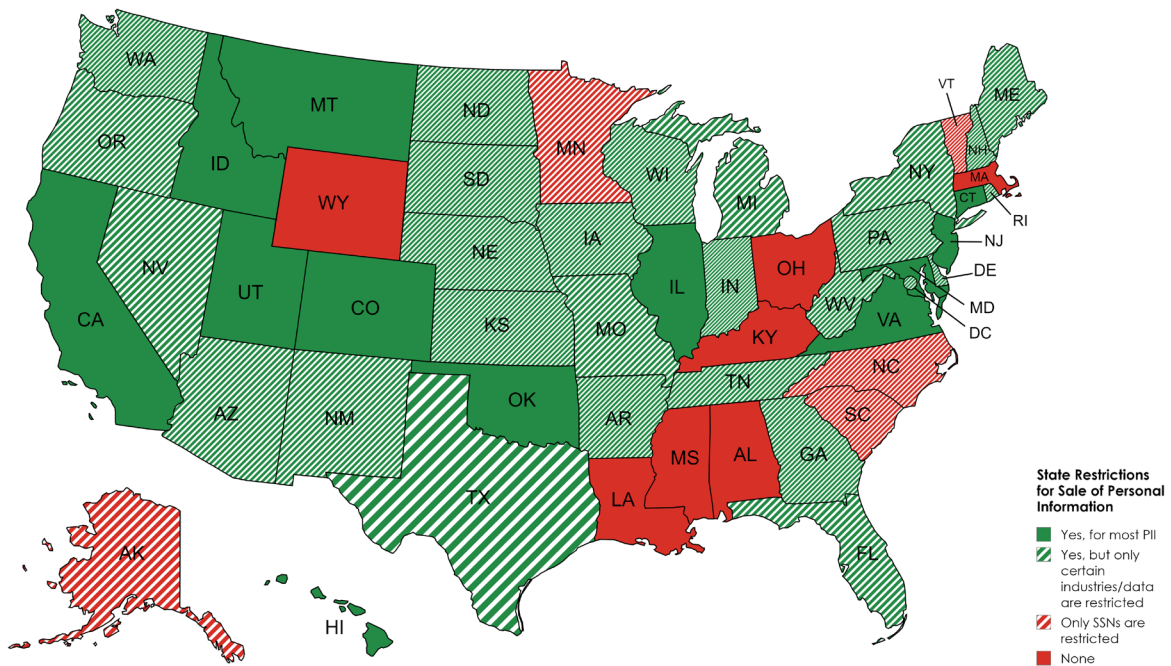 WA
OR
CA
NV
ID
MT
WY
UT
CO
AZ
NM
ND
SD
NE
KS
OK
TX
MN
IA
MO
AR
LA
WI
IL
MI
IN
OH
KY
TN
MS
AL
GA
FL
SC
NC
VA
WV
PA
NY
VT
NH
ME
MA
CT
RI
NJ
DE
MD
DC
AK
HI
State Restrictions
for Sale of Personal
Information
Yes, for most PII
Yes, but only
certain
industries/data
are restricted
Only SSNs are
restricted
None